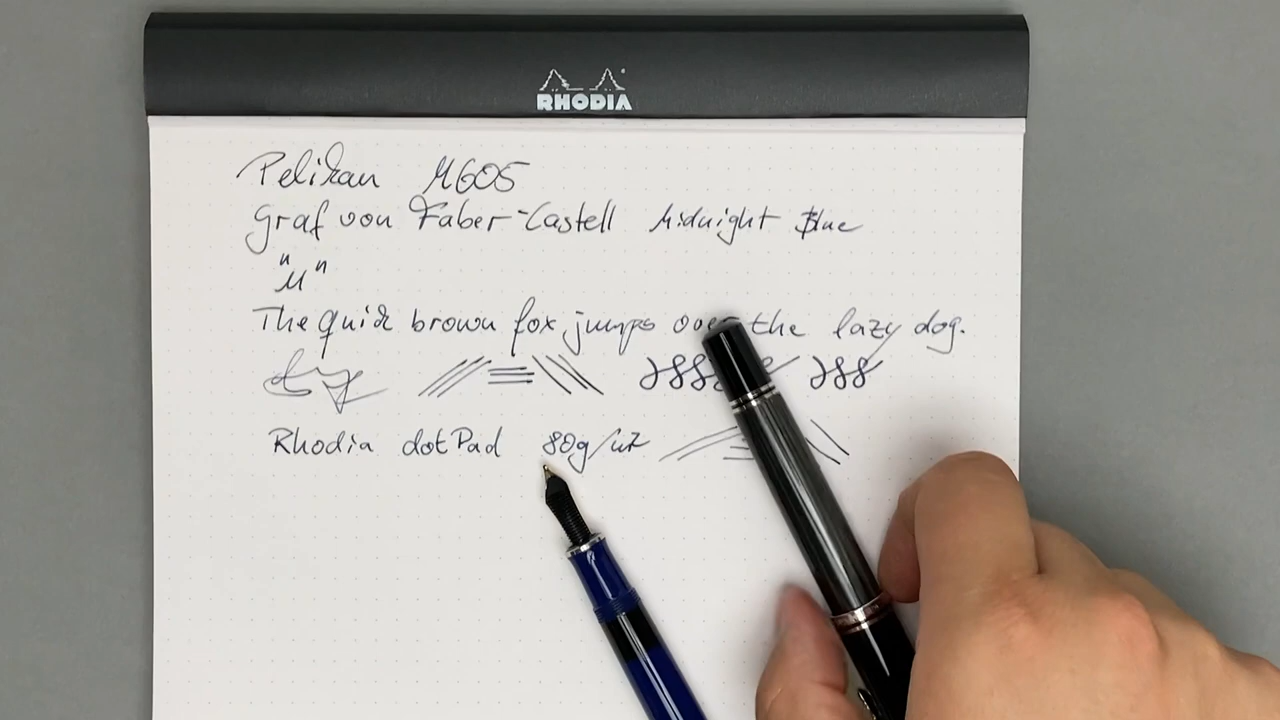 RHODIA
Pelikan M605
Graf von Faber-Castell Midnight Blue
"M"
The quick brown fox jumps over the lazy dog.
Rhodia dotPad 80g/m²